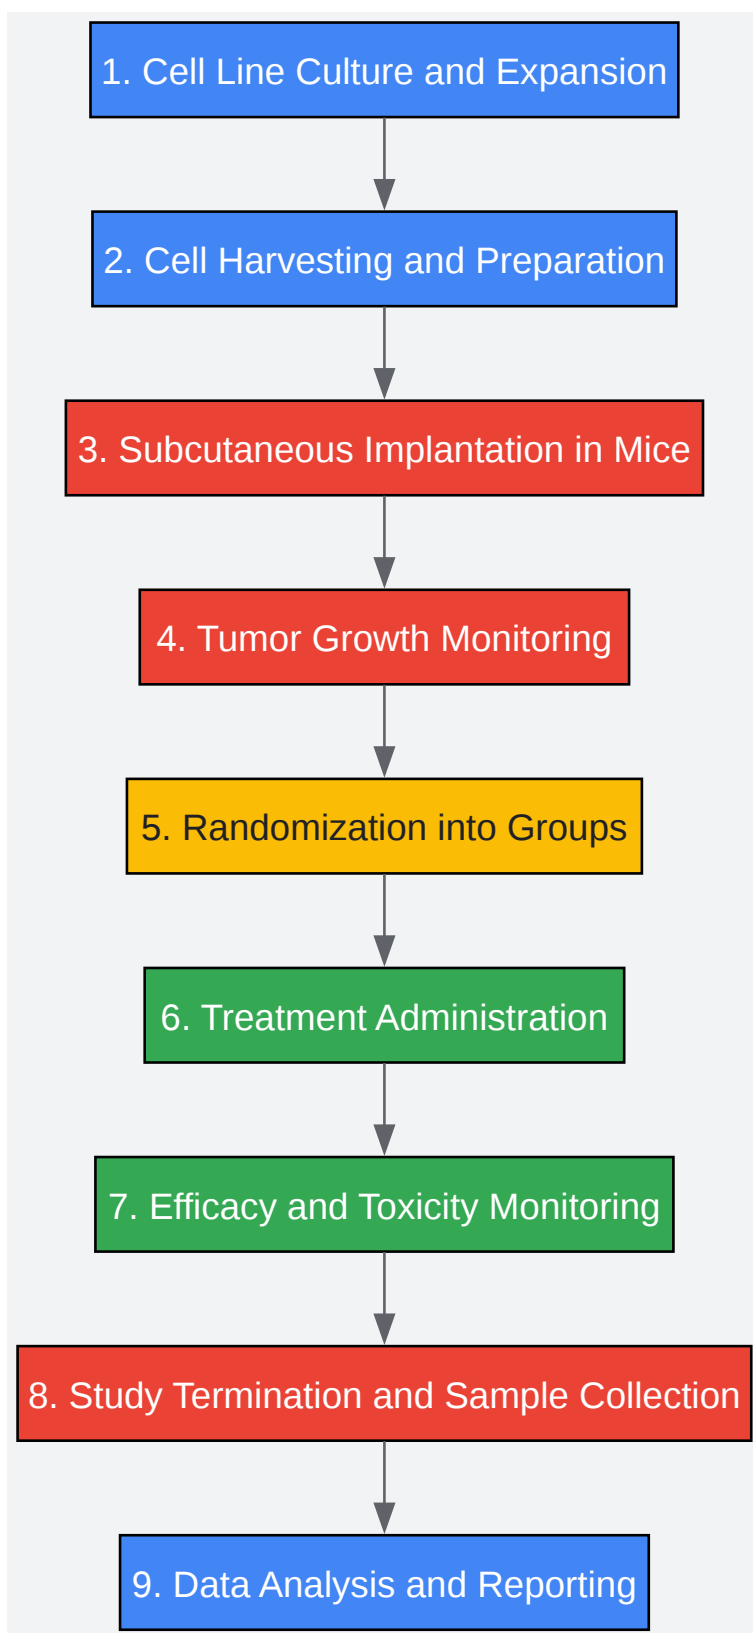 1. Cell Line Culture and Expansion
2. Cell Harvesting and Preparation
3. Subcutaneous Implantation in Mice
4. Tumor Growth Monitoring
5. Randomization into Groups
6. Treatment Administration
7. Efficacy and Toxicity Monitoring
8. Study Termination and Sample Collection
9. Data Analysis and Reporting